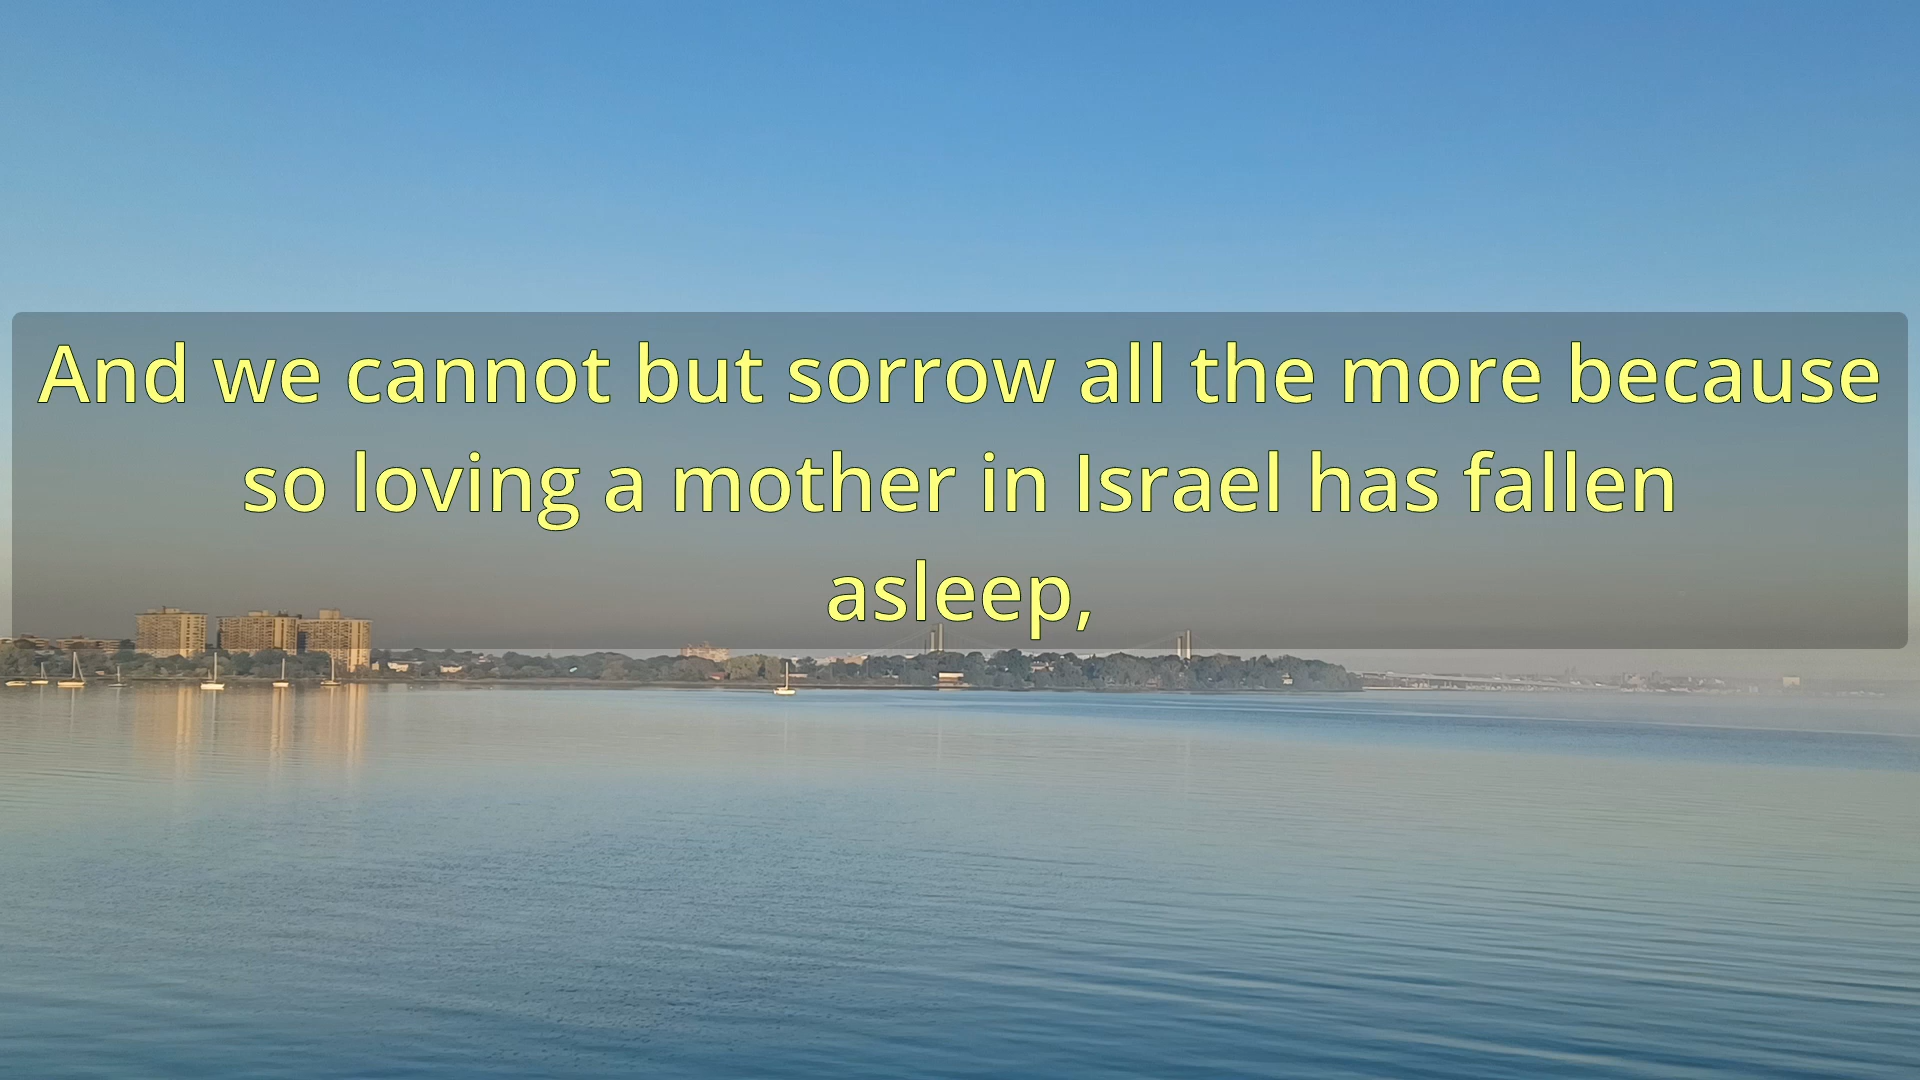 And we cannot but sorrow all the more because
so loving a mother in Israel has fallen
asleep,